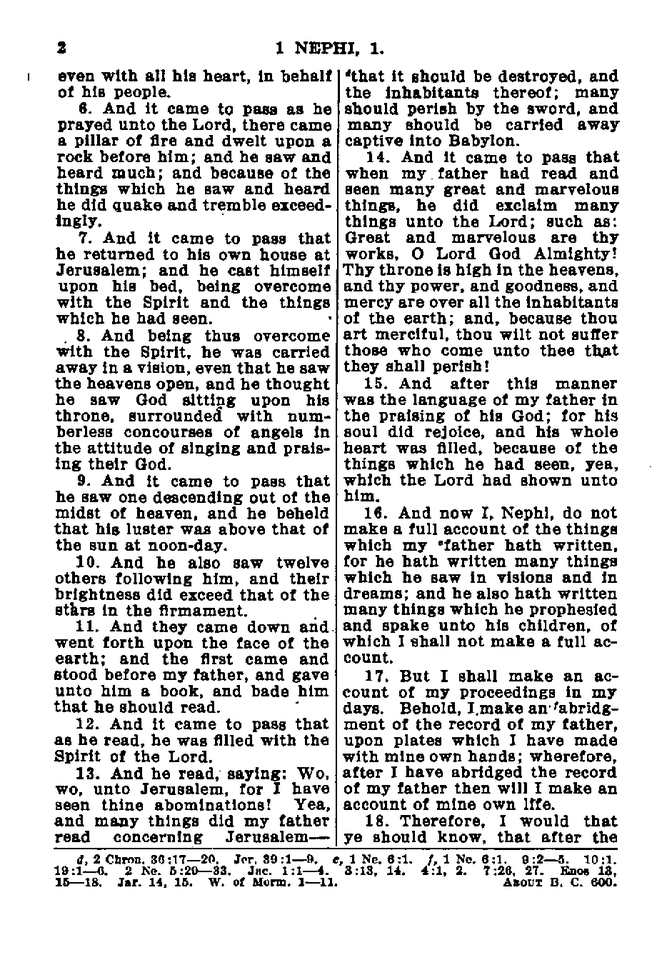 2
1 NEPHI, 1.
even with all his heart, in behalf
of his people.
6. And it came to pass as he
prayed unto the Lord, there came
a pillar of fire and dwelt upon a
rock before him; and he saw and
heard much; and because of the
things which he saw and heard
he did quake and tremble exceed-
ingly.
7. And it came to pass that
he returned to his own house at
Jerusalem; and he cast himself
upon his bed, being overcome
with the Spirit and the things
which he had seen.
8. And being thus overcome
with the Spirit, he was carried
away in a vision, even that he saw
the heavens open, and he thought
he saw God sitting upon his
throne, surrounded with num-
berless concourses of angels in
the attitude of singing and prais-
ing their God.
9. And it came to pass that
he saw one descending out of the
midst of heaven, and he beheld
that his luster was above that of
the sun at noon-day.
10. And he also saw twelve
others following him, and their
brightness did exceed that of the
stars in the firmament.
11. And they came down and
went forth upon the face of the
earth; and the first came and
stood before my father, and gave
unto him a book, and bade him
that he should read.
12. And it came to pass that
as he read, he was filled with the
Spirit of the Lord.
13. And he read, saying: Wo,
wo, unto Jerusalem, for I have
seen thine abominations! Yea,
and many things did my father
read concerning Jerusalem—
dthat it should be destroyed, and
the inhabitants thereof; many
should perish by the sword, and
many should be carried away
captive into Babylon.
14. And it came to pass that
when my father had read and
seen many great and marvelous
things, he did exclaim many
things unto the Lord; such as:
Great and marvelous are thy
works, O Lord God Almighty!
Thy throne is high in the heavens,
and thy power, and goodness, and
mercy are over all the inhabitants
of the earth; and, because thou
art merciful, thou wilt not suffer
those who come unto thee that
they shall perish!
15. And after this manner
was the language of my father in
the praising of his God; for his
soul did rejoice, and his whole
heart was filled, because of the
things which he had seen, yea,
which the Lord had shown unto
him.
16. And now I, Nephi, do not
make a full account of the things
which my efather hath written,
for he hath written many things
which he saw in visions and in
dreams; and he also hath written
many things which he prophesied
and spake unto his children, of
which I shall not make a full ac-
count.
17. But I shall make an ac-
count of my proceedings in my
days. Behold, I make an fabridg-
ment of the record of my father,
upon plates which I have made
with mine own hands; wherefore,
after I have abridged the record
of my father then will I make an
account of mine own life.
18. Therefore, I would that
ye should know, that after the
d, 2 Chron. 36:17—20. Jer. 39:1—9. e, 1 Ne. 6:1. f, 1 Ne. 6:1. 9:2—5. 10:1.
19:1—6. 2 Ne. 5:29—33. Jac. 1:1—4. 3:13, 14. 4:1, 2. 7:26, 27. Enos 13,
15—18. Jar. 14, 15. W. of Morm. 1—11. ABOUT B. C. 600.